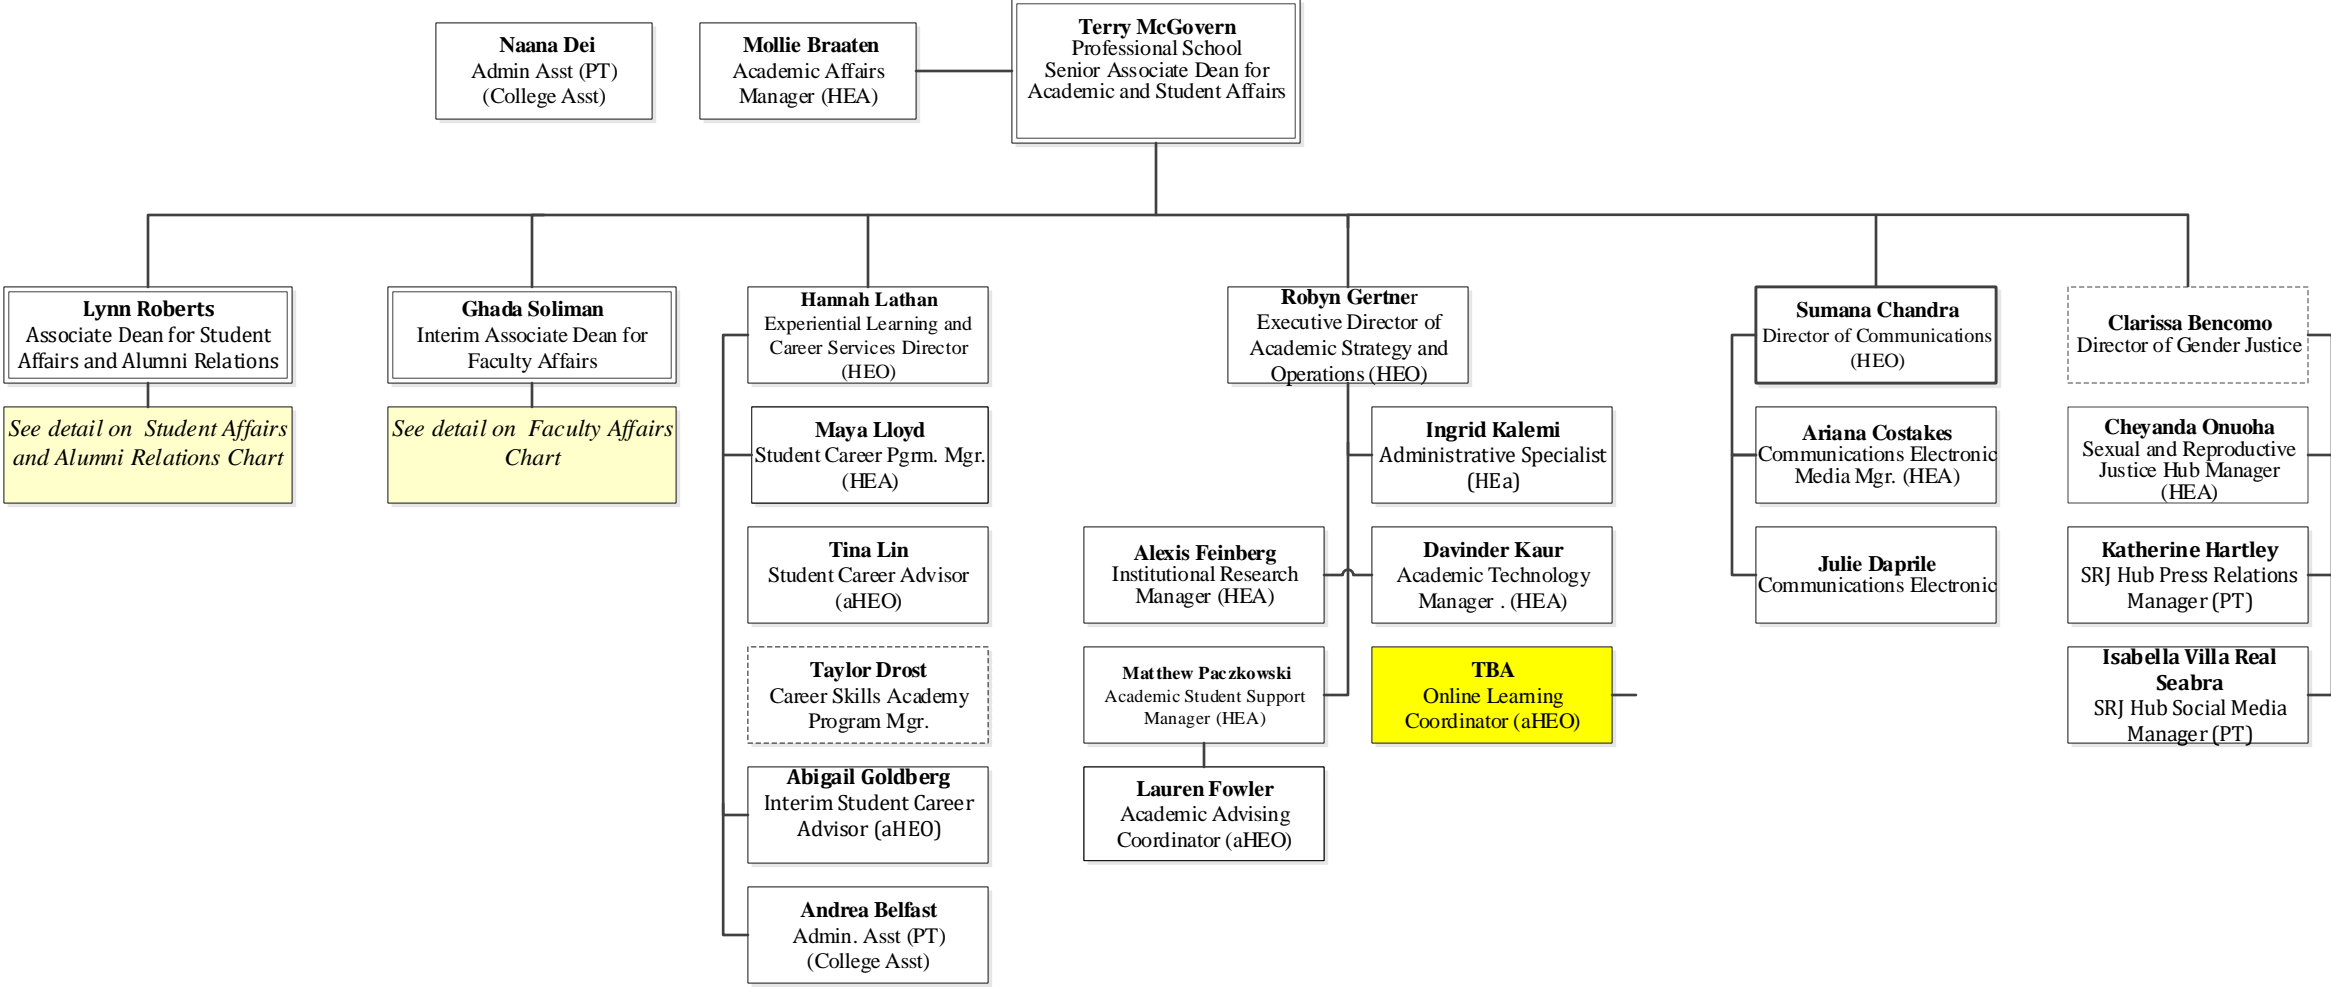 Naana Dei
Admin Asst (PT)
(College Asst)
Mollie Braaten
Academic Affairs
Manager (HEA)
Terry McGovern
Professional School
Senior Associate Dean for
Academic and Student Affairs
Lynn Roberts
Associate Dean for Student
Affairs and Alumni Relations
See detail on  Student Affairs
and Alumni Relations Chart
Ghada Soliman
Interim Associate Dean for
Faculty Affairs
See detail on  Faculty Affairs
Chart
Hannah Lathan
Experiential Learning and
Career Services Director
(HEO)
Maya Lloyd
Student Career Pgrm. Mgr.
(HEA)
Tina Lin
Student Career Advisor
(aHEO)
Taylor Drost
Career Skills Academy
Program Mgr.
Abigail Goldberg
Interim Student Career
Advisor (aHEO)
Andrea Belfast
Admin. Asst (PT)
(College Asst)
Robyn Gertner
Executive Director of
Academic Strategy and
Operations (HEO)
Ingrid Kalemi
Administrative Specialist
(HEa)
Alexis Feinberg
Institutional Research
Manager (HEA)
Davinder Kaur
Academic Technology
Manager . (HEA)
Matthew Paczkowski
Academic Student Support
Manager (HEA)
TBA
Online Learning
Coordinator (aHEO)
Lauren Fowler
Academic Advising
Coordinator (aHEO)
Sumana Chandra
Director of Communications
(HEO)
Ariana Costakes
Communications Electronic
Media Mgr. (HEA)
Julie Daprile
Communications Electronic
Clarissa Bencomo
Director of Gender Justice
Cheyanda Onuoha
Sexual and Reproductive
Justice Hub Manager
(HEA)
Katherine Hartley
SRJ Hub Press Relations
Manager (PT)
Isabella Villa Real
Seabra
SRJ Hub Social Media
Manager (PT)